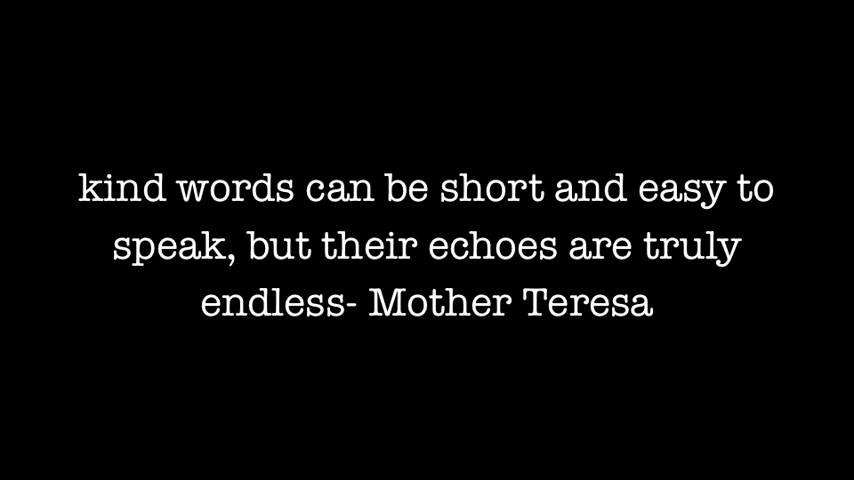 kind words can be short and easy to
speak, but their echoes are truly
endless- Mother Teresa